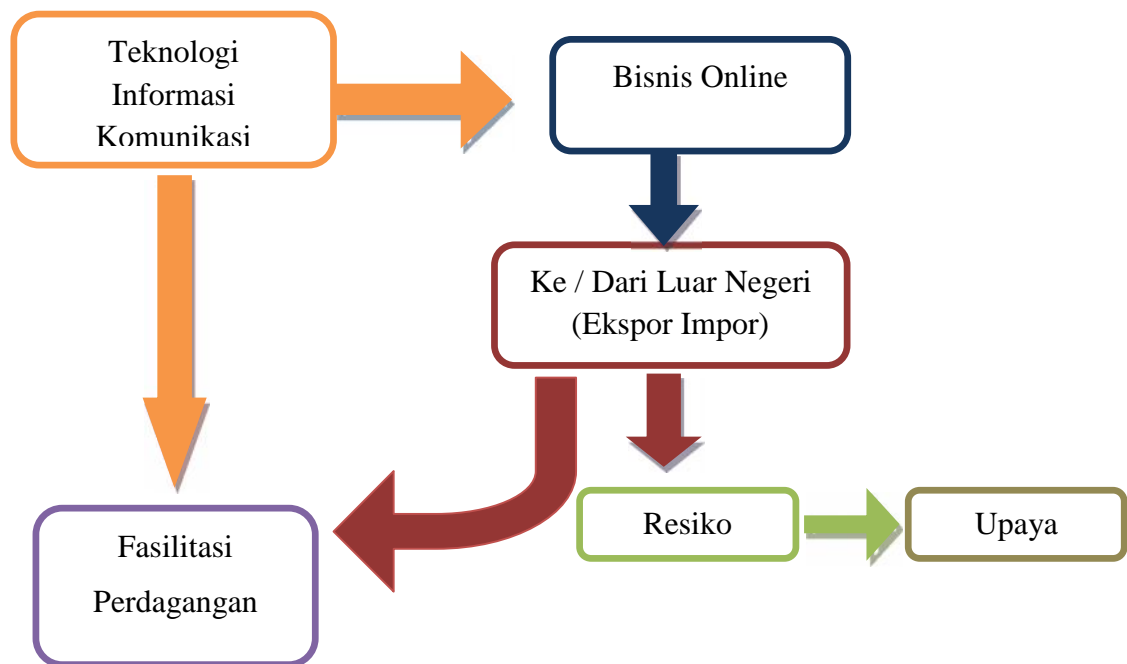 Teknologi
Informasi
Komunikasi
Bisnis Online
Ke / Dari Luar Negeri
(Ekspor Impor)
Resiko
Upaya
Fasilitasi
Perdagangan